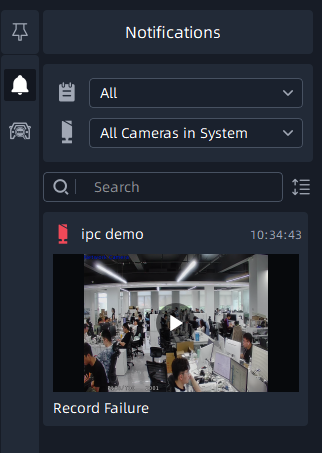 Notifications
All
All Cameras in System
Search
ipc demo
10:34:43
Record Failure